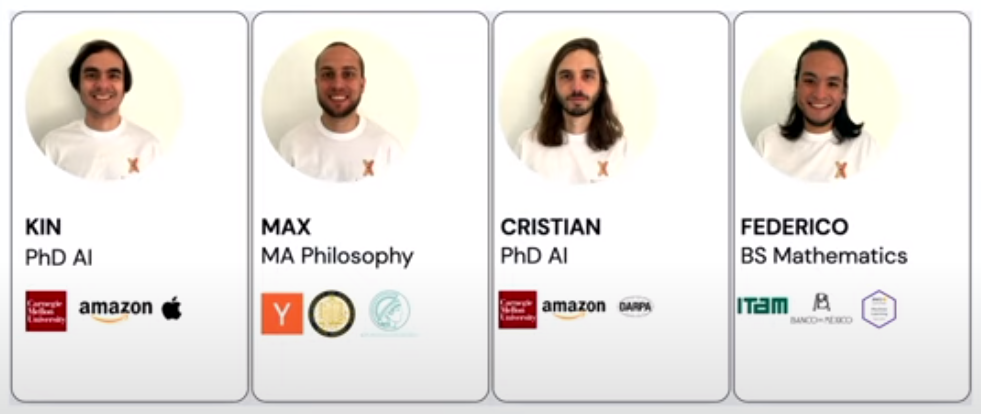 KIN
PhD AI
Carnegie
Mellon
University
amazon
MAX
MA Philosophy
Y
CRISTIAN
PhD AI
Carnegie
Mellon
University
amazon
DARPA
FEDERICO
BS Mathematics
ITAM
BANCO DE MÉXICO